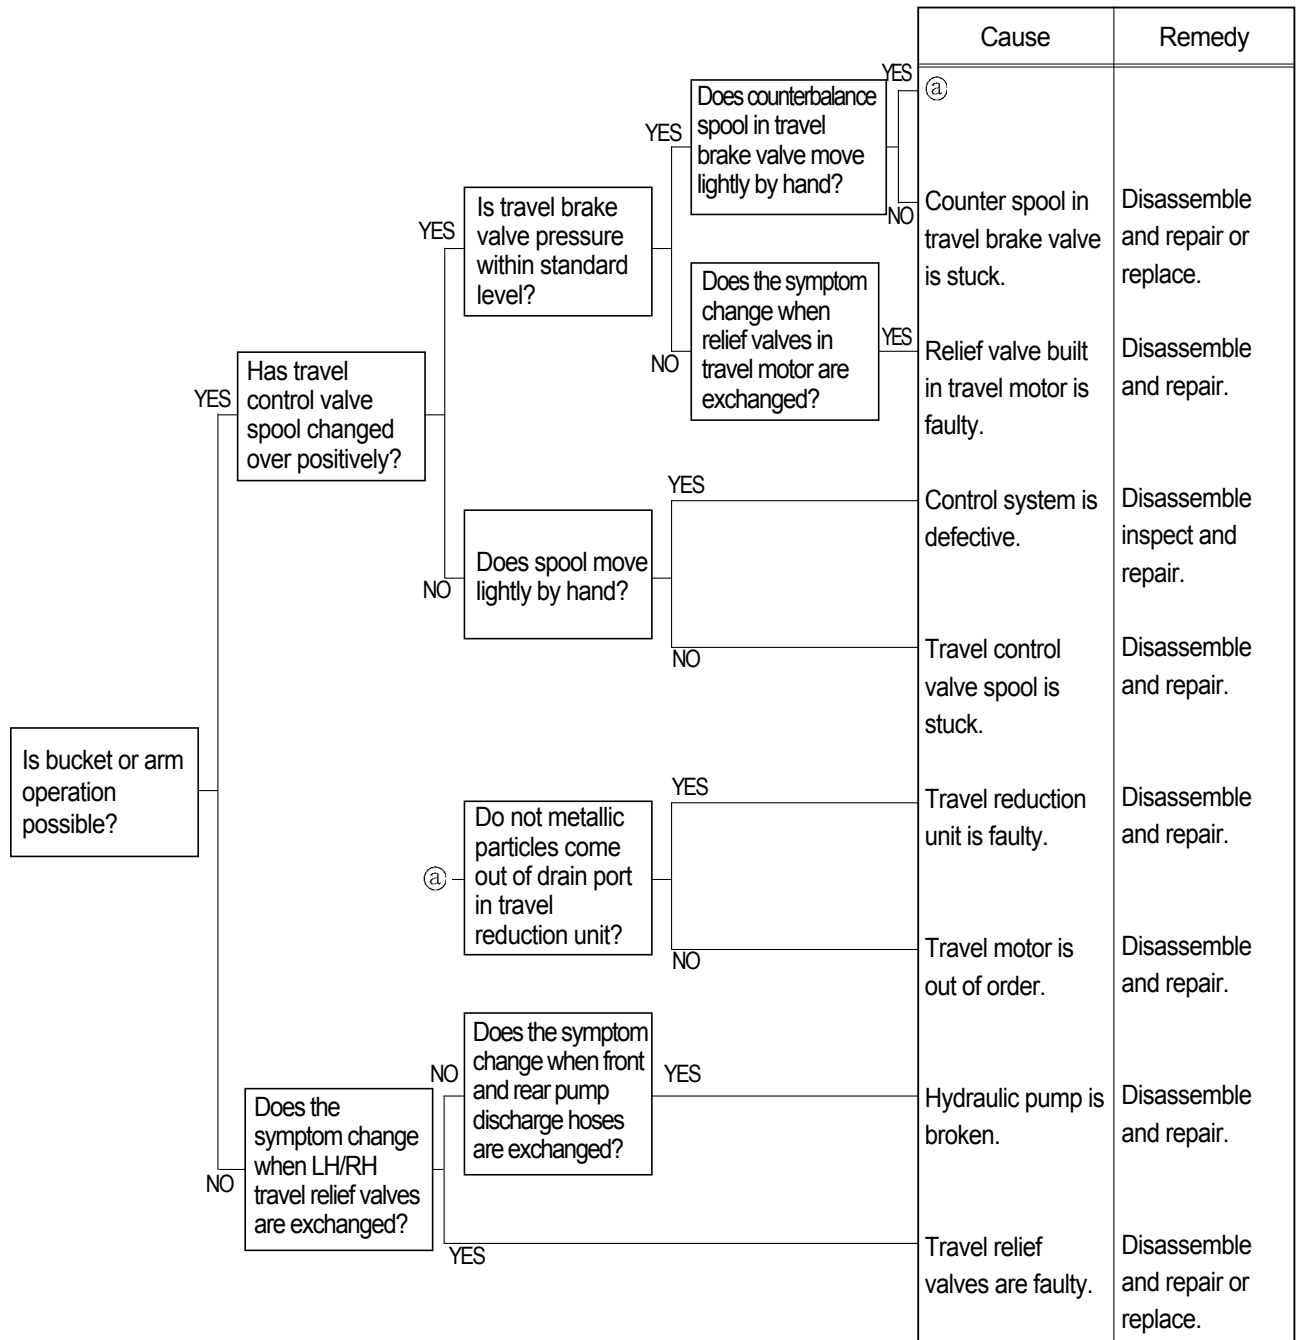 Cause
Remedy
Is bucket or arm
operation
possible?
YES
Has travel
control valve
spool changed
over positively?
YES
Is travel brake
valve pressure
within standard
level?
YES
Does counterbalance
spool in travel
brake valve move
lightly by hand?
YES
ⓐ
NO
Counter spool in
travel brake valve
is stuck.
Disassemble
and repair or
replace.
NO
Does the symptom
change when
relief valves in
travel motor are
exchanged?
YES
Relief valve built
in travel motor is
faulty.
Disassemble
and repair.
NO
Does spool move
lightly by hand?
YES
Control system is
defective.
Disassemble
inspect and
repair.
NO
Travel control
valve spool is
stuck.
Disassemble
and repair.
ⓐ
Do not metallic
particles come
out of drain port
in travel
reduction unit?
YES
Travel reduction
unit is faulty.
Disassemble
and repair.
NO
Travel motor is
out of order.
Disassemble
and repair.
NO
Does the
symptom change
when LH/RH
travel relief valves
are exchanged?
NO
Does the symptom
change when front
and rear pump
discharge hoses
are exchanged?
YES
Hydraulic pump is
broken.
Disassemble
and repair.
YES
Travel relief
valves are faulty.
Disassemble
and repair or
replace.